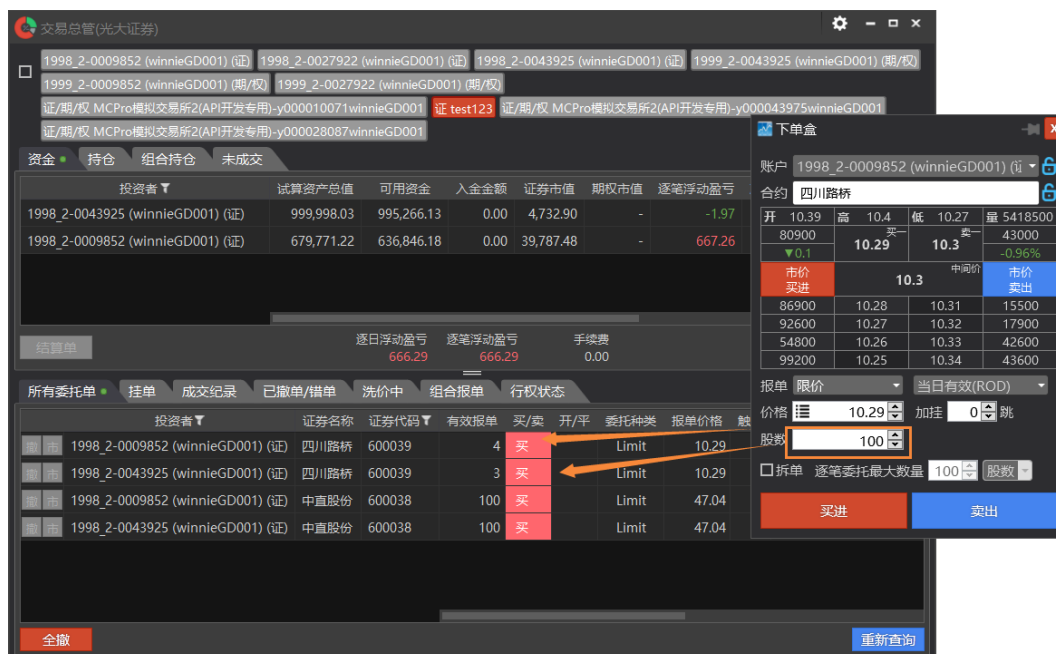 交易总管(光大证券)
1998_2-0009852 (winnieGD001) (证) 1998_2-0027922 (winnieGD001) (证) 1998_2-0043925 (winnieGD001) (证) 1999_2-0043925 (winnieGD001) (期/权)
1999_2-0009852 (winnieGD001) (期/权) 1999_2-0027922 (winnieGD001) (期/权)
证/期/权 MCPro模拟交易所2(API开发专用)-y000010071winnieGD001 证 test123 证/期/权 MCPro模拟交易所2(API开发专用)-y000043975winnieGD001
证/期/权 MCPro模拟交易所2(API开发专用)-y000028087winnieGD001
资金 持仓 组合持仓 未成交
投资者 试算资产总值 可用资金 入金金额 证券市值 期权市值 逐笔浮动盈亏
1998_2-0043925 (winnieGD001) (证) 999,998.03 995,266.13 0.00 4,732.90 - -1.97
1998_2-0009852 (winnieGD001) (证) 679,771.22 636,846.18 0.00 39,787.48 - 667.26
结算单 逐日浮动盈亏 逐笔浮动盈亏 手续费
666.29 666.29 0.00
所有委托单 挂单 成交纪录 已撤单/错单 洗价中 组合报单 行权状态
投资者 证券名称 证券代码 有效报单 买/卖 开/平 委托种类 报单价格 触
撤 市 1998_2-0009852 (winnieGD001) (证) 四川路桥 600039 4 买 Limit 10.29
撤 市 1998_2-0043925 (winnieGD001) (证) 四川路桥 600039 3 买 Limit 10.29
撤 市 1998_2-0009852 (winnieGD001) (证) 中直股份 600038 100 买 Limit 47.04
撤 市 1998_2-0043925 (winnieGD001) (证) 中直股份 600038 100 买 Limit 47.04
全撤 重新查询
下单盒
账户 1998_2-0009852 (winnieGD001) (证
合约 四川路桥
开 10.39 高 10.4 低 10.27 量 5418500
80900 10.29 买一 10.3 卖一 43000
▼0.1 -0.96%
市价 买进 10.3 中间价 市价 卖出
86900 10.28 10.31 15500
92600 10.27 10.32 17900
54800 10.26 10.33 42600
99200 10.25 10.34 43600
报单 限价 当日有效(ROD)
价格 10.29 加挂 0 跳
股数 100
拆单 逐笔委托最大数量 100 股数
买进 卖出